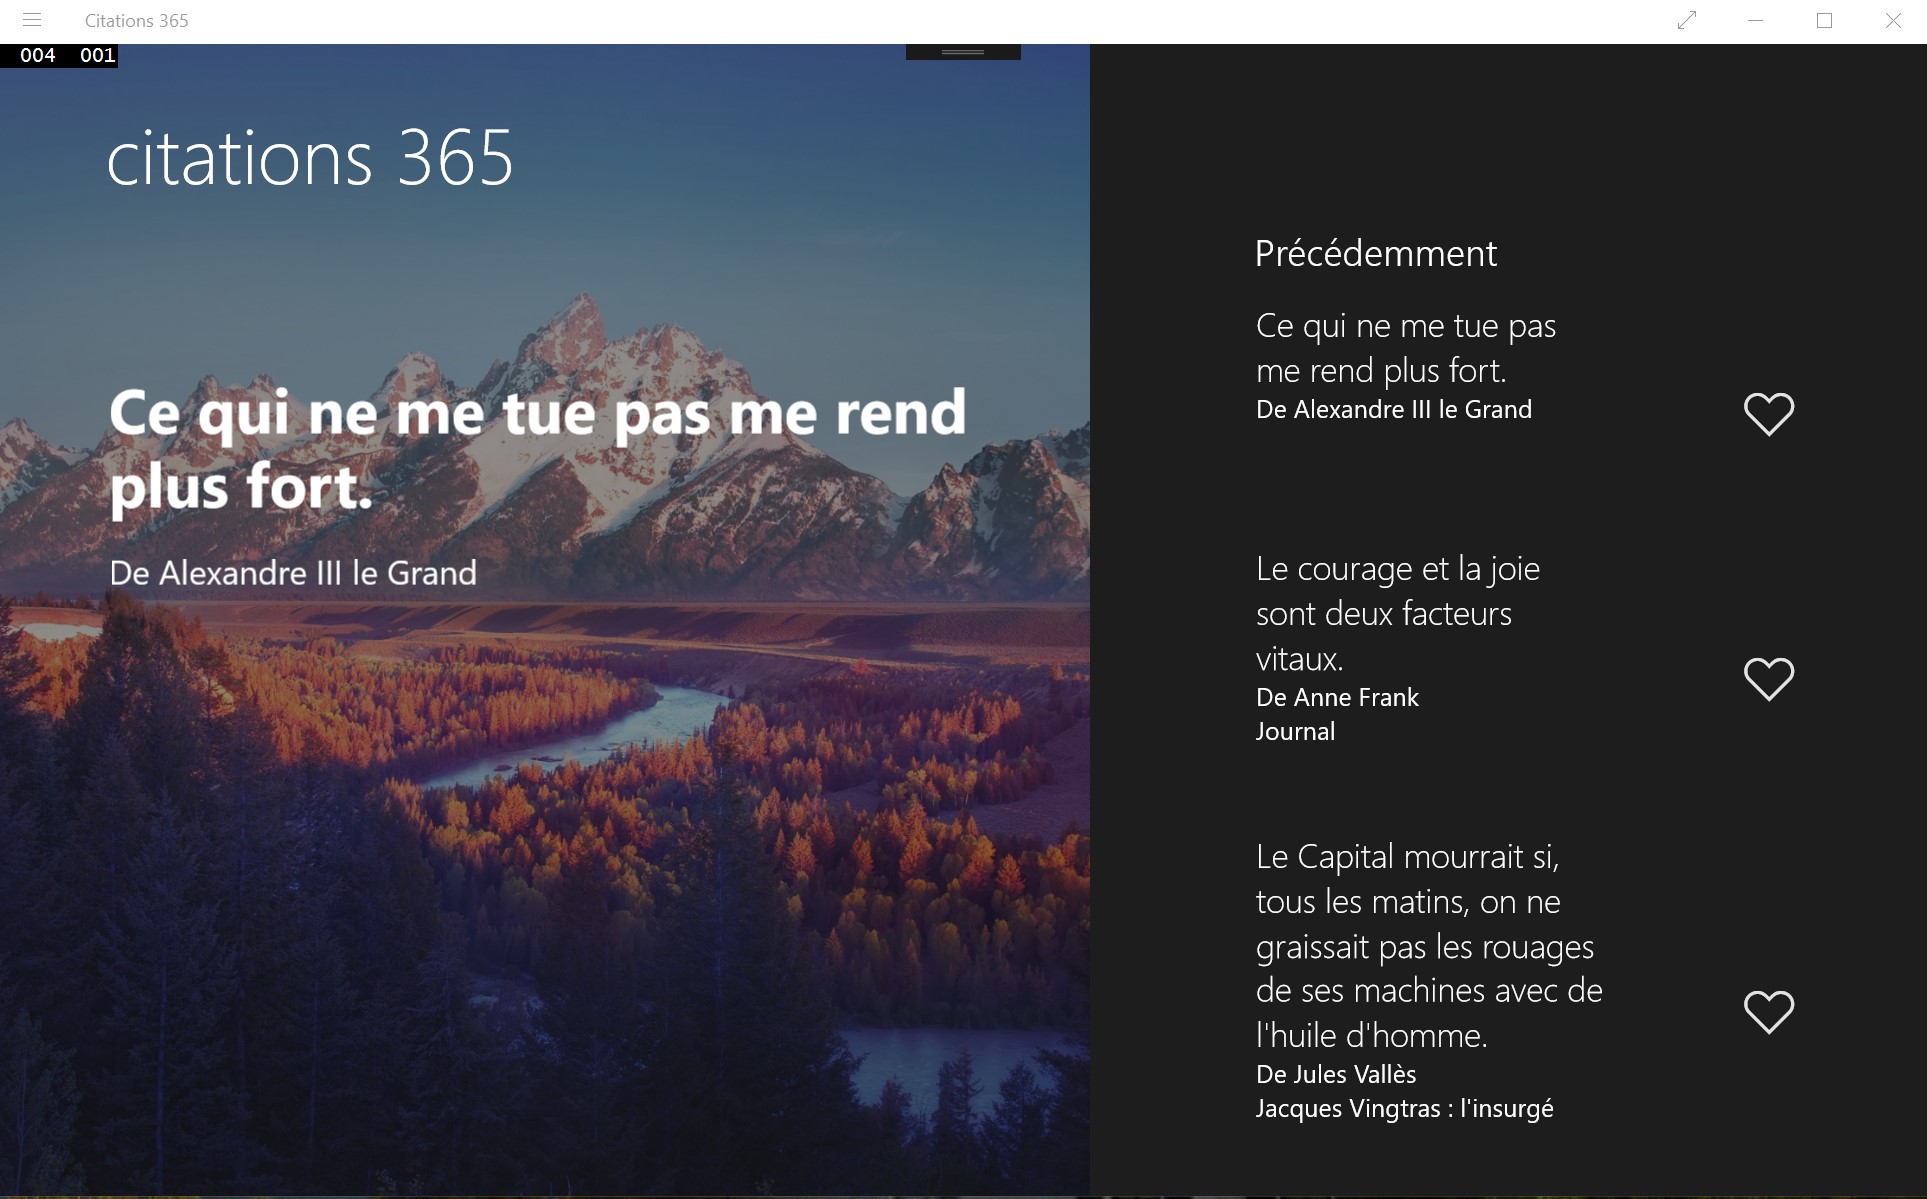 Citations 365
004 001
citations 365
Ce qui ne me tue pas me rend
plus fort.
De Alexandre III le Grand
Précédemment
Ce qui ne me tue pas
me rend plus fort.
De Alexandre III le Grand
Le courage et la joie
sont deux facteurs
vitaux.
De Anne Frank
Journal
Le Capital mourrait si,
tous les matins, on ne
graissait pas les rouages
de ses machines avec de
l'huile d'homme.
De Jules Vallès
Jacques Vingtras : l'insurgé